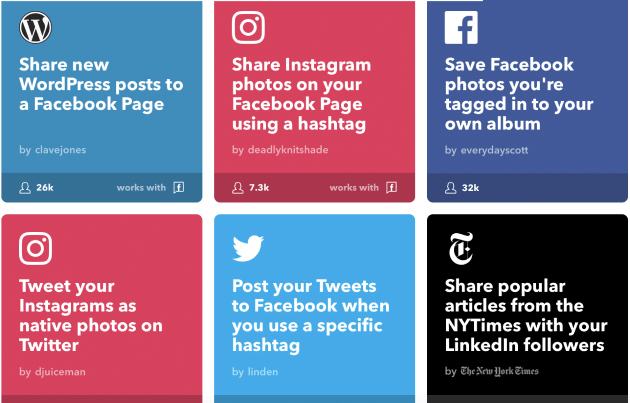 Share new
WordPress posts to
a Facebook Page
by clavejones
26k
works with
Share Instagram
photos on your
Facebook Page
using a hashtag
by deadlyknitshade
7.3k
works with
Save Facebook
photos you're
tagged in to your
own album
by everydayscott
32k
Tweet your
Instagrams as
native photos on
Twitter
by djuiceman
Post your Tweets
to Facebook when
you use a specific
hashtag
by linden
Share popular
articles from the
NYTimes with your
LinkedIn followers
by The New York Times